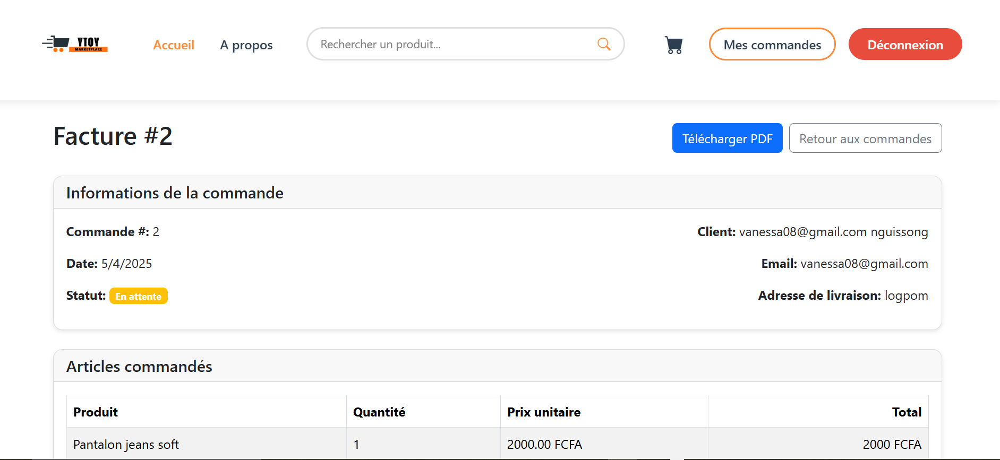 YTOY
MARKETPLACE
Accueil
A propos
Rechercher un produit...
Mes commandes
Déconnexion
Facture #2
Télécharger PDF
Retour aux commandes
Informations de la commande
Commande #: 2
Client: vanessa08@gmail.com nguissong
Date: 5/4/2025
Email: vanessa08@gmail.com
Statut: En attente
Adresse de livraison: logpom
Articles commandés
Produit Quantité Prix unitaire Total
Pantalon jeans soft 1 2000.00 FCFA 2000 FCFA